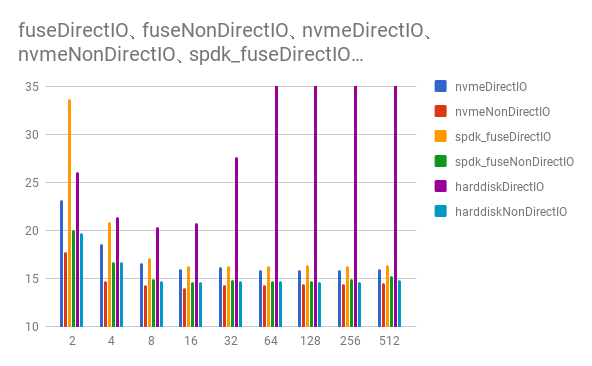 fuseDirectIO、fuseNonDirectIO、nvmeDirectIO、
nvmeNonDirectIO、spdk_fuseDirectIO...
35
30
25
20
15
10
2 4 8 16 32 64 128 256 512
nvmeDirectIO
nvmeNonDirectIO
spdk_fuseDirectIO
spdk_fuseNonDirectIO
harddiskDirectIO
harddiskNonDirectIO